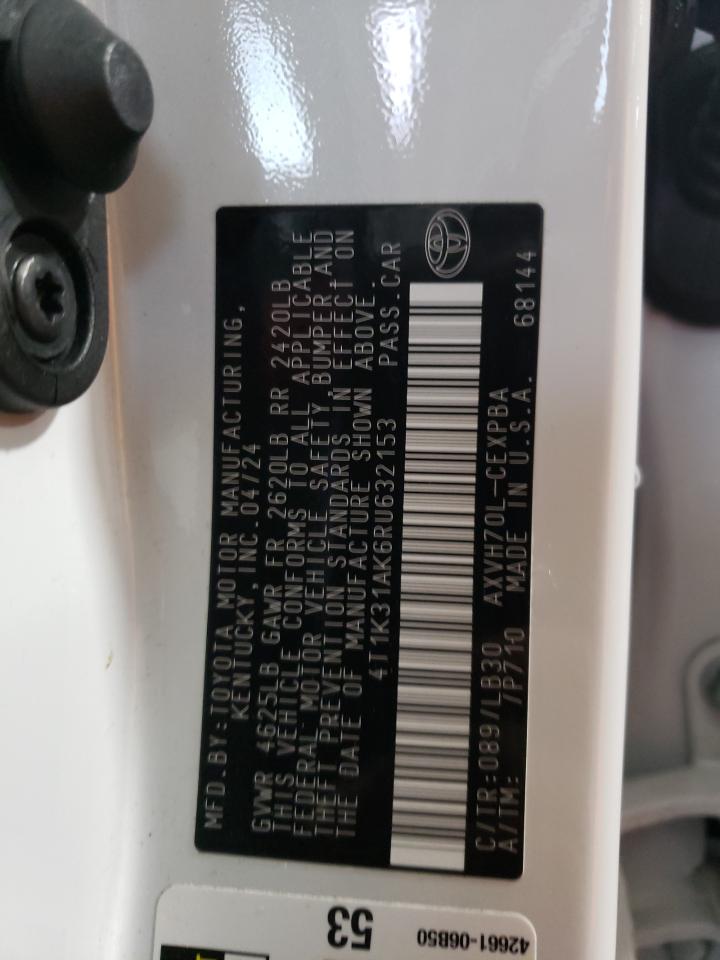 MFD.BY:TOYOTA MOTOR MANUFACTURING,
KENTUCKY, INC.04/24
GVWR 4625LB GAWR FR 2620LB RR 2420LB
THIS VEHICLE CONFORMS TO ALL APPLICABLE
FEDERAL MOTOR VEHICLE SAFETY, BUMPER, AND
THEFT PREVENTION STANDARDS IN EFFECT ON
THE DATE OF MANUFACTURE SHOWN ABOVE.
4T1K31AK6RU632153 PASS.CAR
C/TR:089/LB30 AXVH70L-CEXPBA
A/TM: /P710 MADE IN U.S.A. 68144
53
42661-06B50